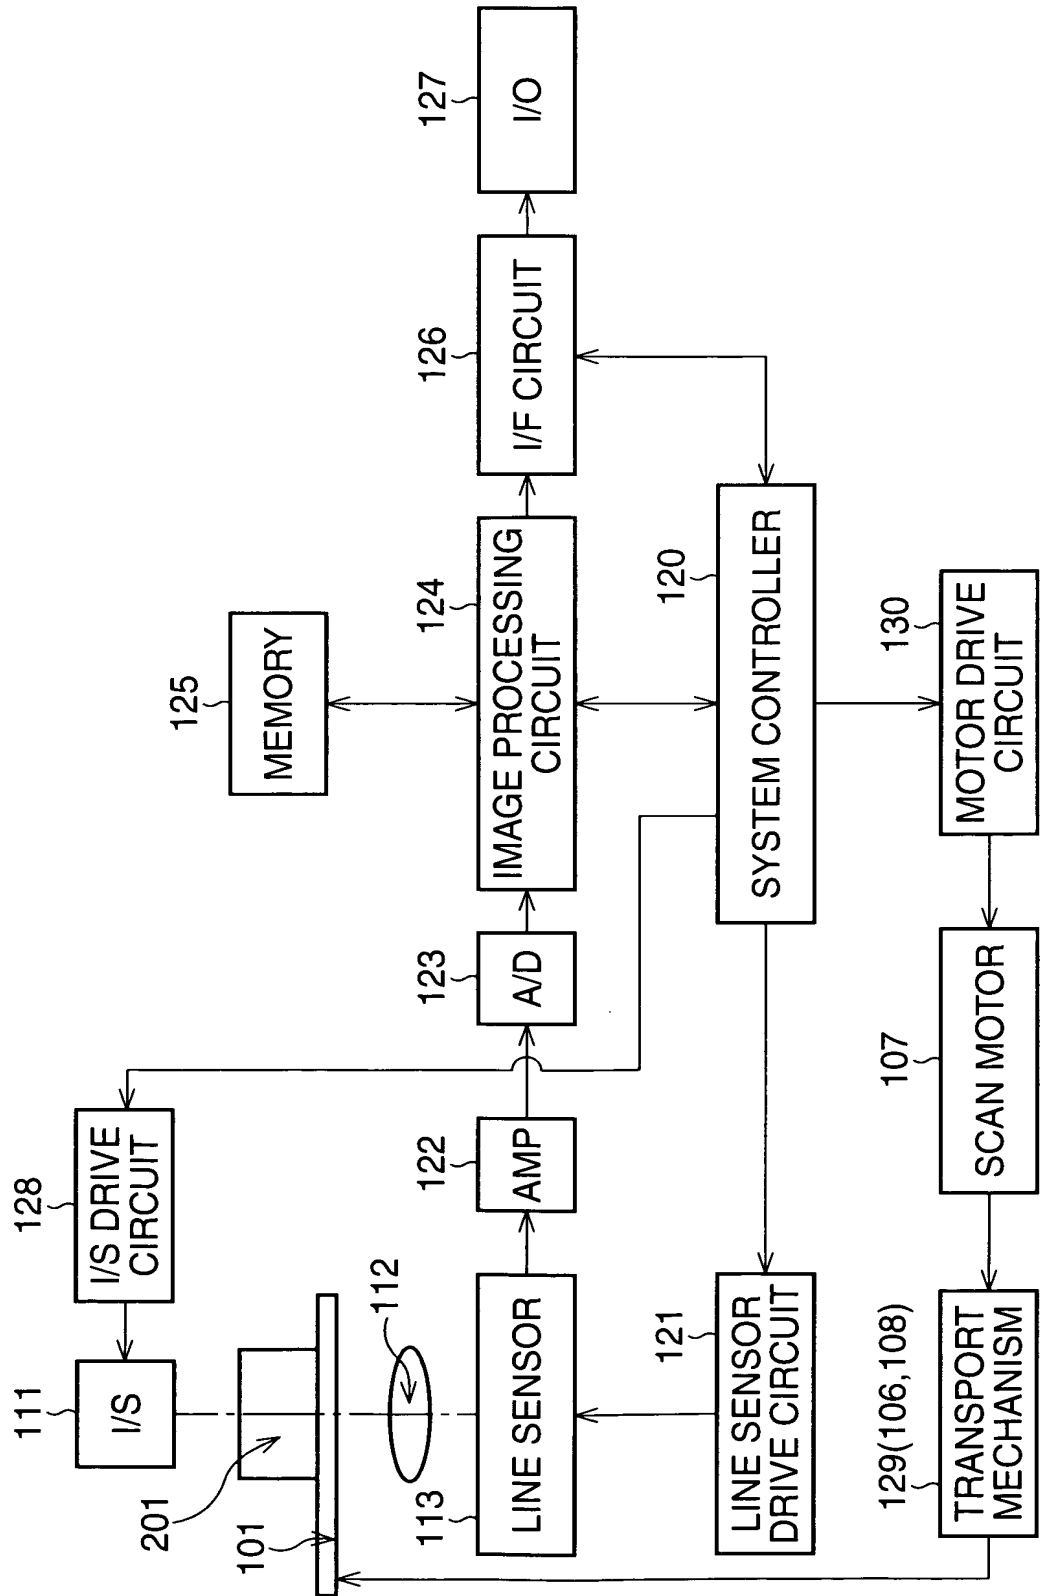 111
I/S
128
I/S DRIVE
CIRCUIT
201
101
112
125
MEMORY
113
LINE SENSOR
122
AMP
123
A/D
124
IMAGE PROCESSING
CIRCUIT
126
I/F CIRCUIT
127
I/O
121
LINE SENSOR
DRIVE CIRCUIT
120
SYSTEM CONTROLLER
129(106,108)
TRANSPORT
MECHANISM
107
SCAN MOTOR
130
MOTOR DRIVE
CIRCUIT